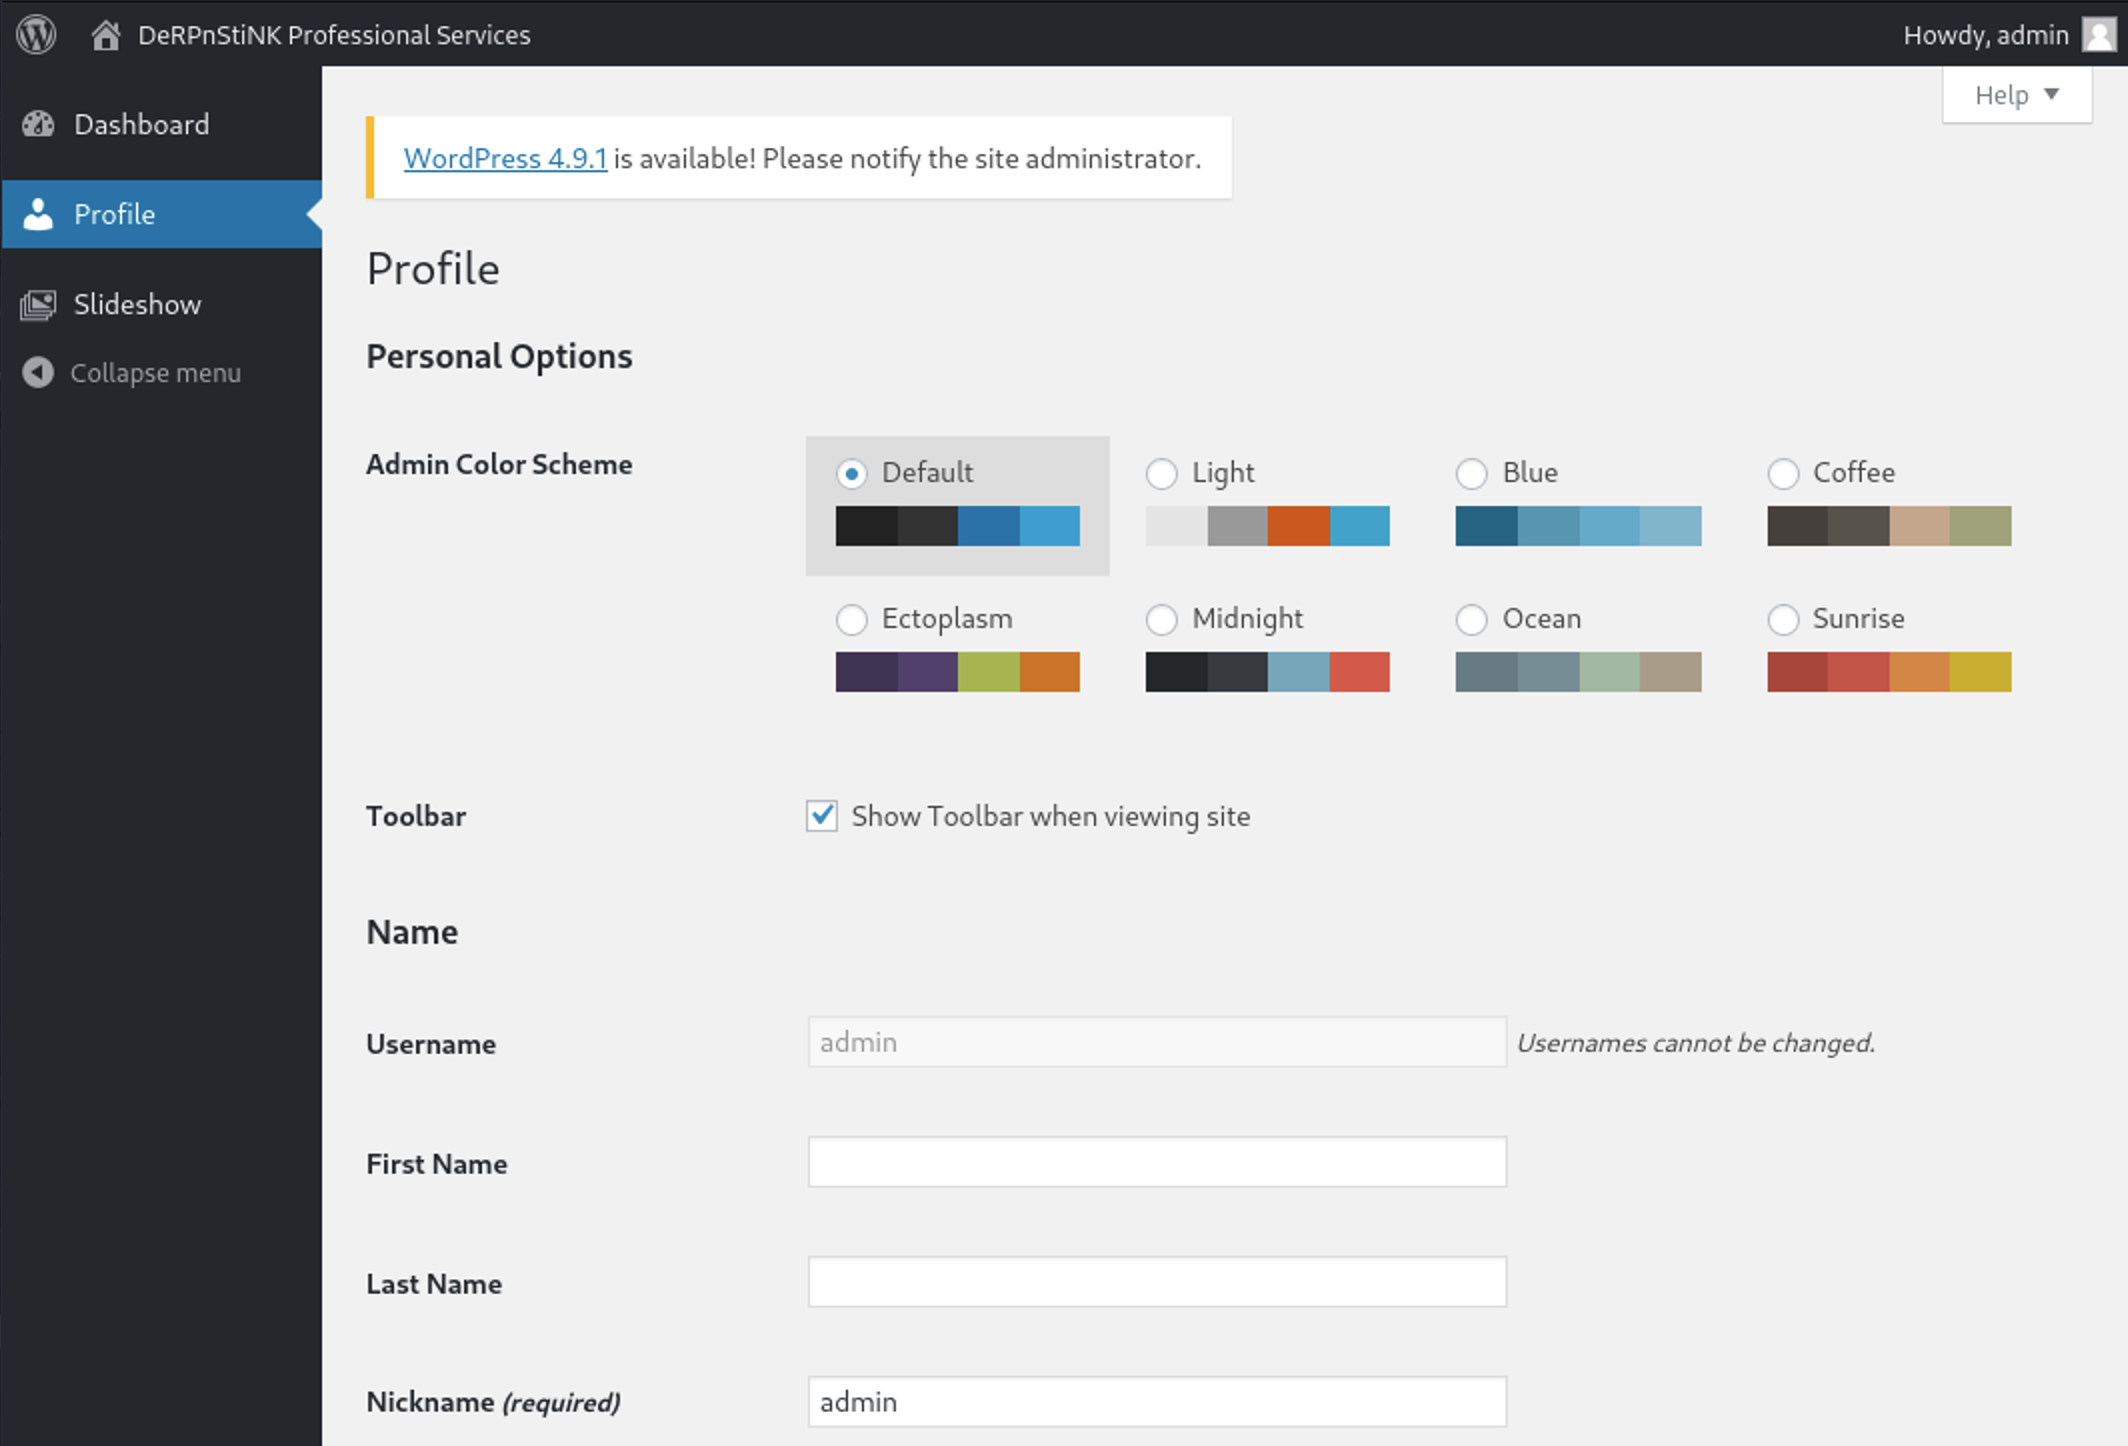 DeRPnStiNK Professional Services
Howdy, admin
Help
Dashboard
Profile
Slideshow
Collapse menu
WordPress 4.9.1 is available! Please notify the site administrator.
Profile
Personal Options
Admin Color Scheme
Default
Light
Blue
Coffee
Ectoplasm
Midnight
Ocean
Sunrise
Toolbar
Show Toolbar when viewing site
Name
Username
admin
Usernames cannot be changed.
First Name
Last Name
Nickname (required)
admin